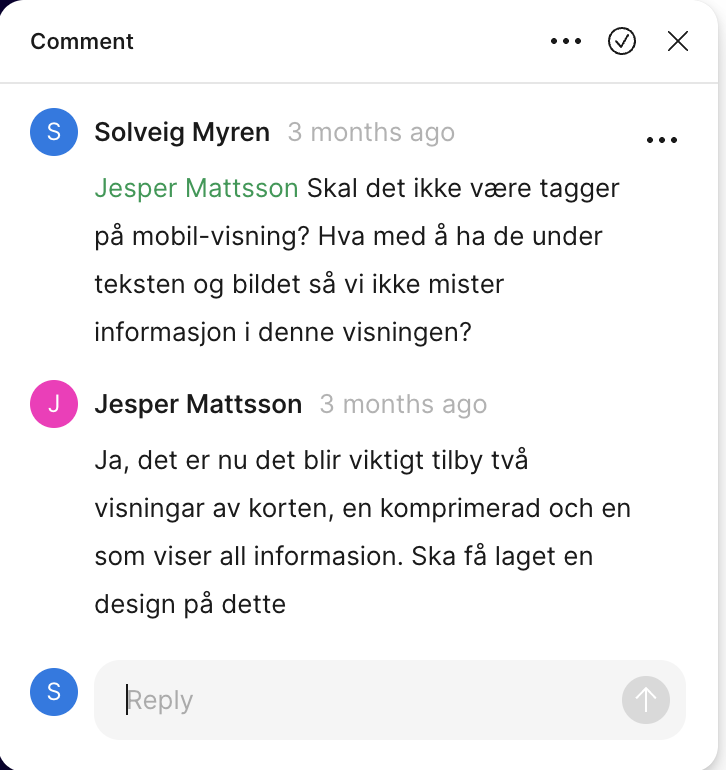 Comment
S
Solveig Myren 3 months ago
Jesper Mattsson Skal det ikke være tagger
på mobil-visning? Hva med å ha de under
teksten og bildet så vi ikke mister
informasjon i denne visningen?
J
Jesper Mattsson 3 months ago
Ja, det er nu det blir viktigt tilby två
visningar av korten, en komprimerad och en
som viser all informasion. Ska få laget en
design på dette
S
Reply